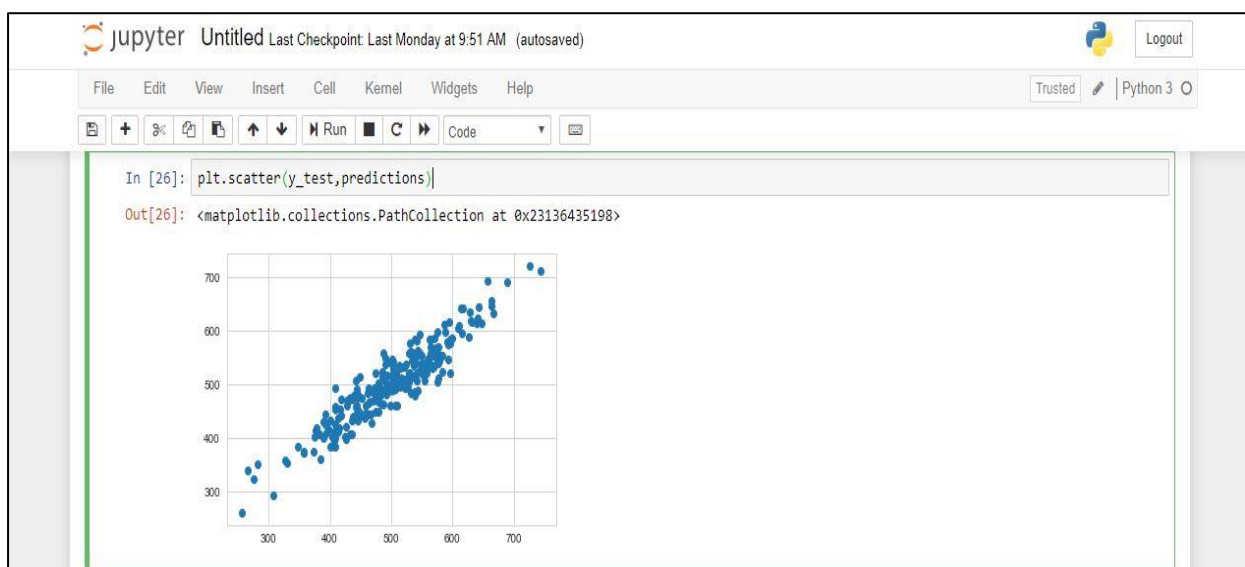 jupyter Untitled Last Checkpoint: Last Monday at 9:51 AM (autosaved)
Logout
File Edit View Insert Cell Kernel Widgets Help
Trusted
Python 3
Run
Code
In [26]: plt.scatter(y_test,predictions)
Out[26]: <matplotlib.collections.PathCollection at 0x23136435198>
700
600
500
400
300
300 400 500 600 700